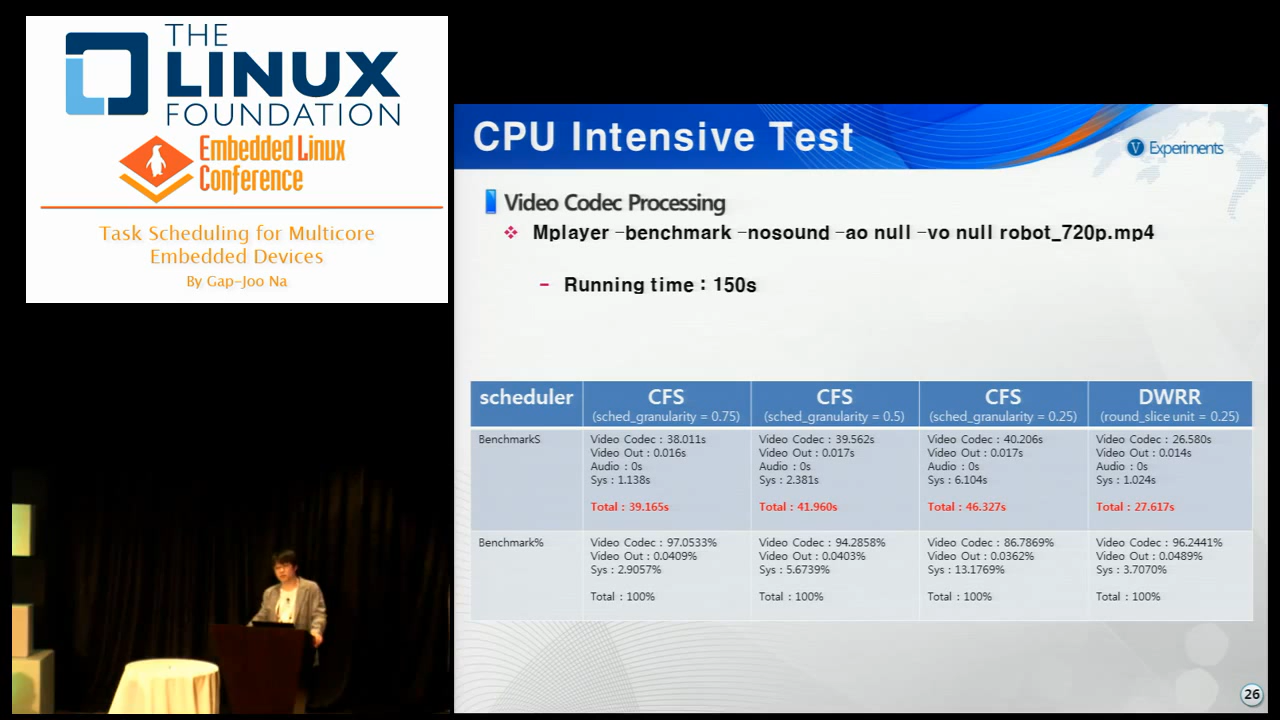 THE
LINUX
FOUNDATION
Embedded Linux
Conference
Task Scheduling for Multicore
Embedded Devices
By Gap-Joo Na
CPU Intensive Test
V Experiments
Video Codec Processing
Mplayer -benchmark -nosound -ao null -vo null robot_720p.mp4
- Running time : 150s
scheduler
CFS
(sched_granularity = 0.75)
CFS
(sched_granularity = 0.5)
CFS
(sched_granularity = 0.25)
DWRR
(round_slice unit = 0.25)
BenchmarkS
Video Codec : 38.011s
Video Out : 0.016s
Audio : 0s
Sys : 1.138s
Total : 39.165s
Video Codec : 39.562s
Video Out : 0.017s
Audio : 0s
Sys : 2.381s
Total : 41.960s
Video Codec : 40.206s
Video Out : 0.017s
Audio : 0s
Sys : 6.104s
Total : 46.327s
Video Codec : 26.580s
Video Out : 0.014s
Audio : 0s
Sys : 1.024s
Total : 27.617s
Benchmark%
Video Codec : 97.0533%
Video Out : 0.0409%
Sys : 2.9057%
Total : 100%
Video Codec : 94.2858%
Video Out : 0.0403%
Sys : 5.6739%
Total : 100%
Video Codec : 86.7869%
Video Out : 0.0362%
Sys : 13.1769%
Total : 100%
Video Codec : 96.2441%
Video Out : 0.0489%
Sys : 3.7070%
Total : 100%
26